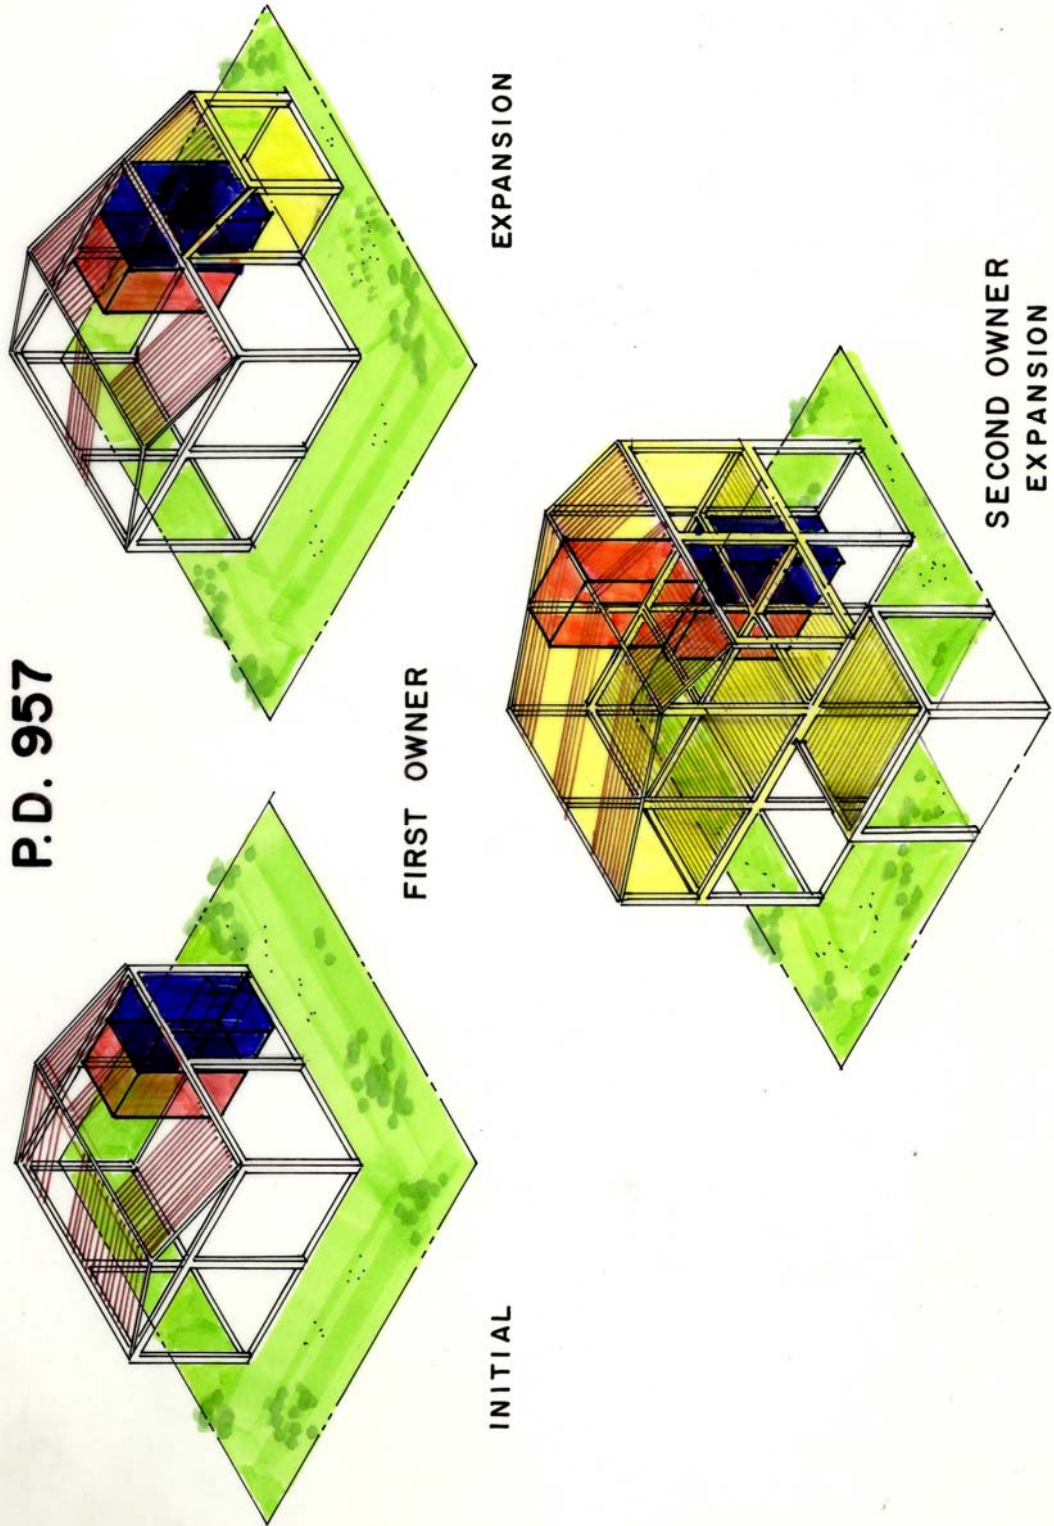 P.D. 957
INITIAL
FIRST OWNER
EXPANSION
SECOND OWNER
EXPANSION